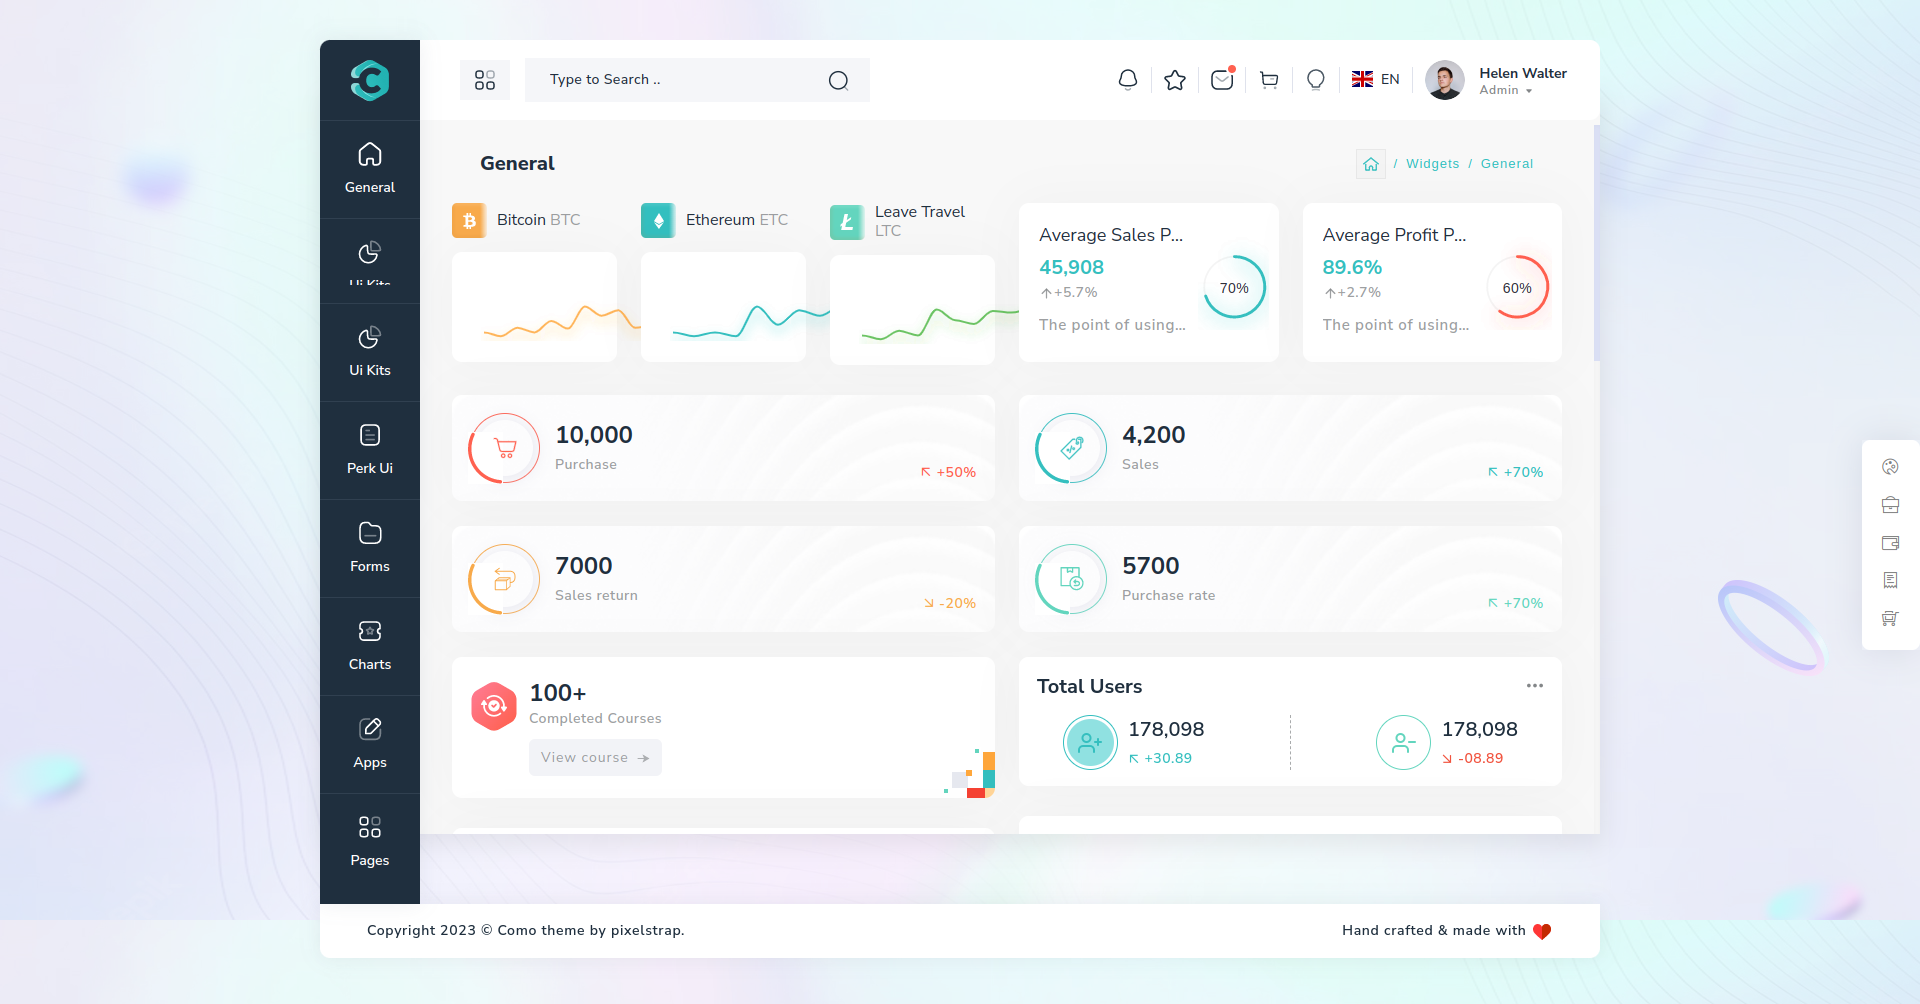 Type to Search ..
EN
Helen Walter
Admin
General
Ui Kits
Ui Kits
Perk Ui
Forms
Charts
Apps
Pages
General
/ Widgets / General
Bitcoin BTC
Ethereum ETC
Leave Travel
LTC
Average Sales P...
45,908
+5.7%
The point of using...
70%
Average Profit P...
89.6%
+2.7%
The point of using...
60%
10,000
Purchase
+50%
4,200
Sales
+70%
7000
Sales return
-20%
5700
Purchase rate
+70%
100+
Completed Courses
View course
Total Users
178,098
+30.89
178,098
-08.89
Copyright 2023 © Como theme by pixelstrap.
Hand crafted & made with